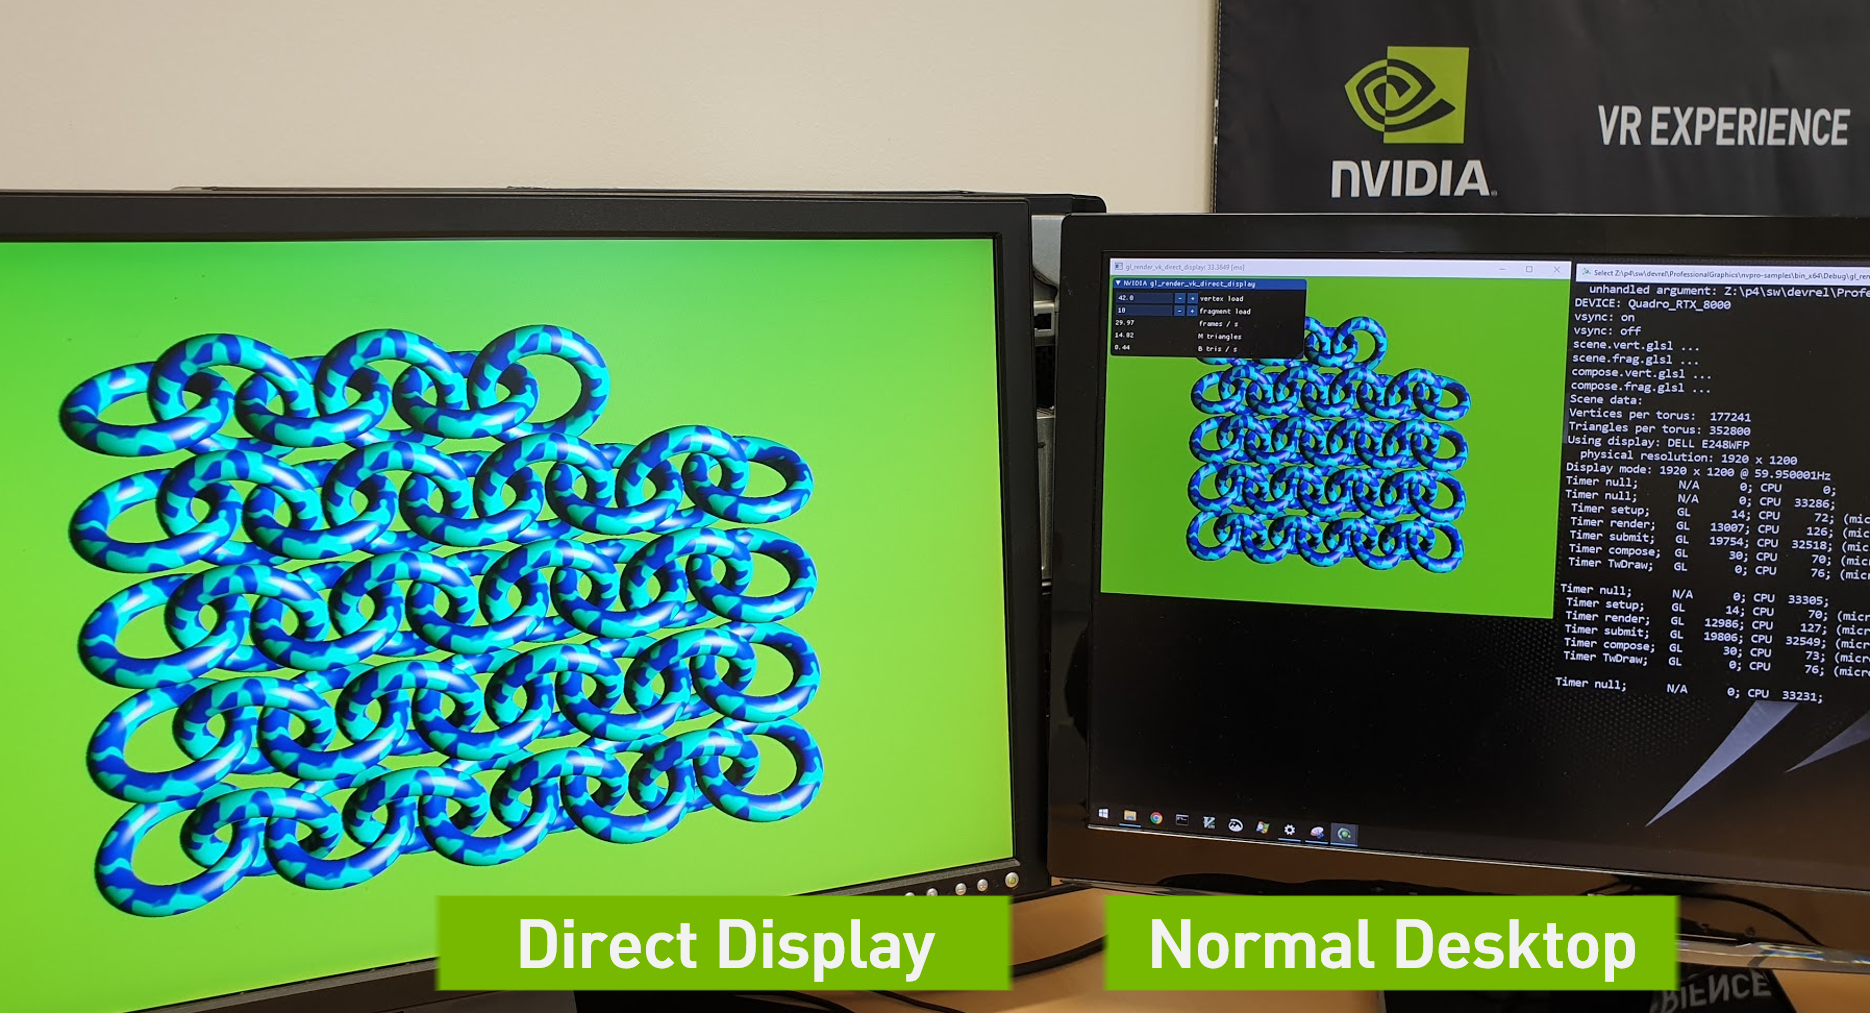 NVIDIA
VR EXPERIENCE
gl_render_vk_direct_display: 33.3849 [ms]
NVIDIA gl_render_vk_direct_display
42.0 - + vertex load
10 - + fragment load
29.97 frames / s
14.82 M triangles
0.44 B tris / s
Select Z:\p4\sw\devrel\ProfessionalGraphics\nvpro-samples\bin_x64\Debug\gl_re
unhandled argument: Z:\p4\sw\devrel\Profe
DEVICE: Quadro_RTX_8000
vsync: on
vsync: off
scene.vert.glsl ...
scene.frag.glsl ...
compose.vert.glsl ...
compose.frag.glsl ...
Scene data:
Vertices per torus: 177241
Triangles per torus: 352800
Using display: DELL E248WFP
physical resolution: 1920 x 1200
Display mode: 1920 x 1200 @ 59.950001Hz
Timer null; N/A 0; CPU 0;
Timer null; N/A 0; CPU 33286;
Timer setup; GL 14; CPU 72; (mic
Timer render; GL 13007; CPU 126; (mic
Timer submit; GL 19754; CPU 32518; (mic
Timer compose; GL 30; CPU 70; (mic
Timer TwDraw; GL 0; CPU 76; (mic
Timer null; N/A 0; CPU 33305;
Timer setup; GL 14; CPU 70; (micr
Timer render; GL 12986; CPU 127; (micr
Timer submit; GL 19806; CPU 32549; (micr
Timer compose; GL 30; CPU 73; (micr
Timer TwDraw; GL 0; CPU 76; (micr
Timer null; N/A 0; CPU 33231;
Direct Display
Normal Desktop